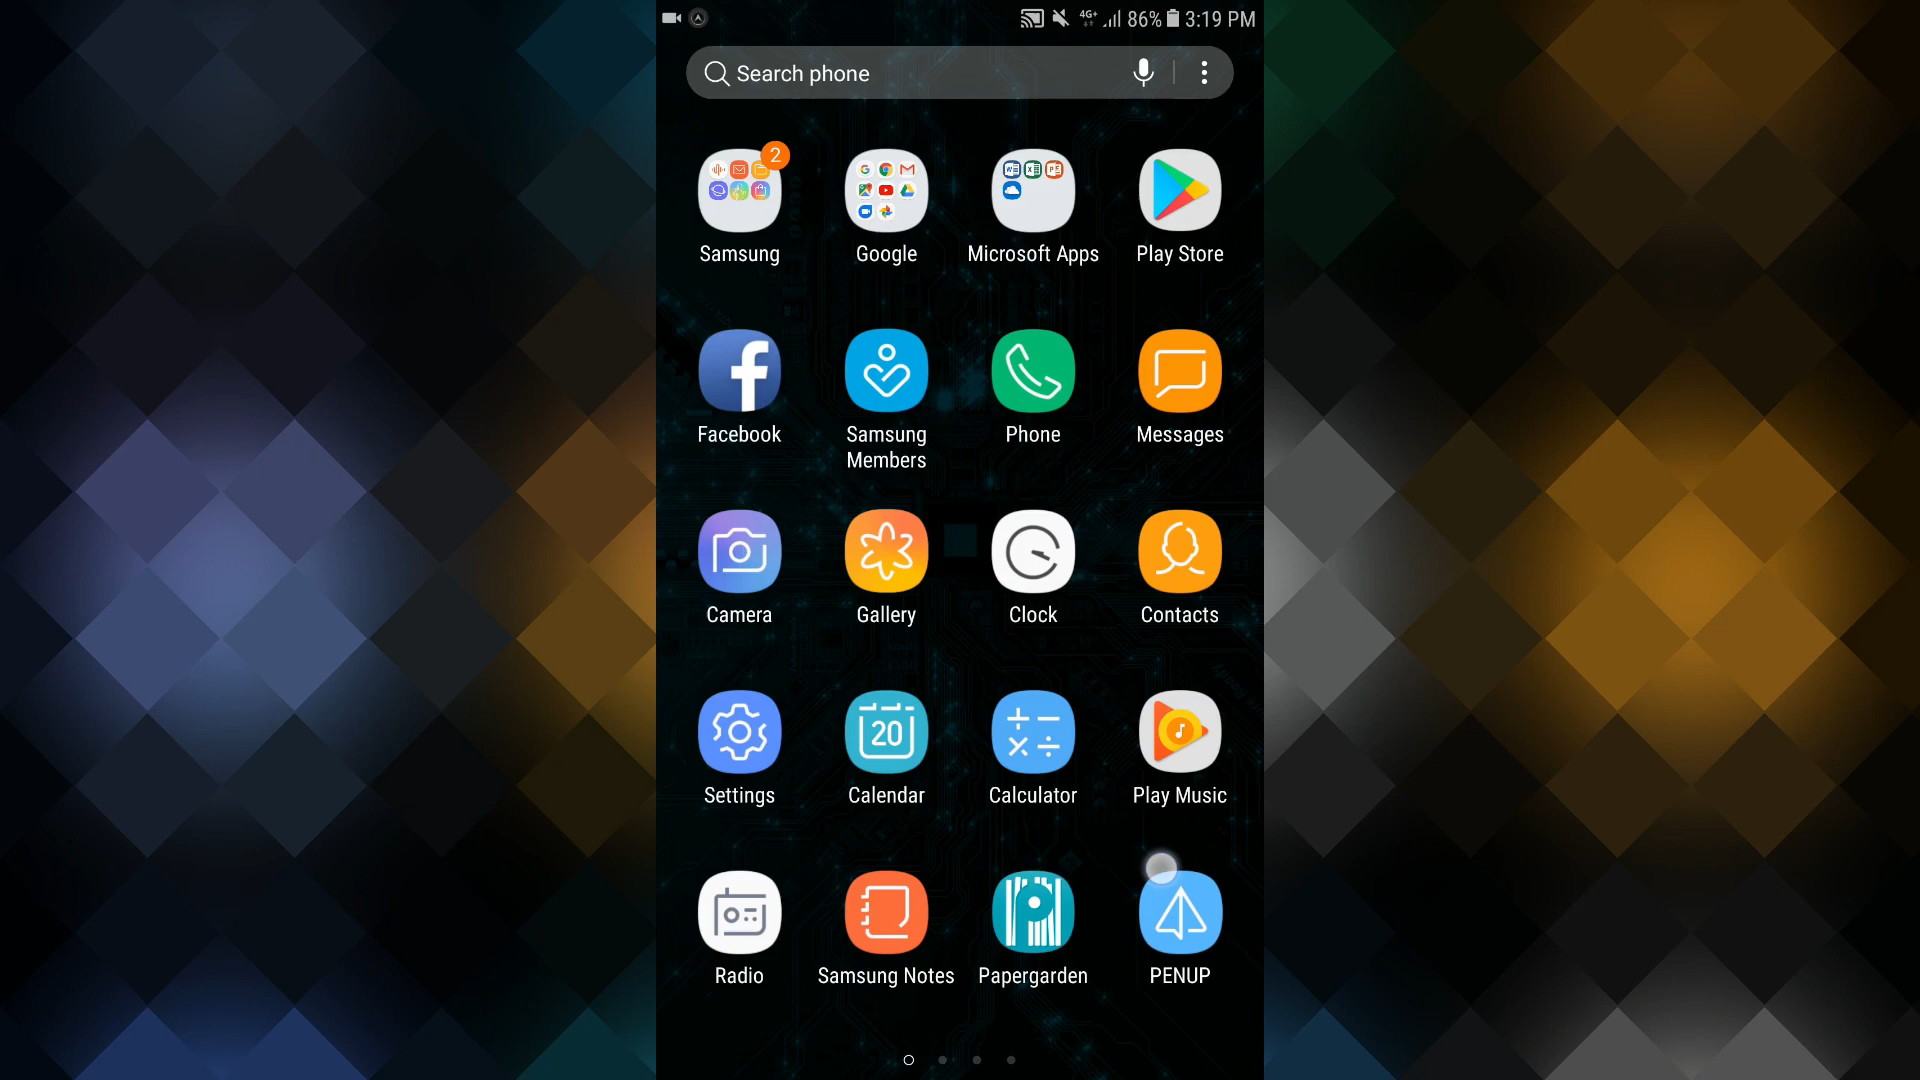 4G+ 86% 3:19 PM
Search phone
2
Samsung Google Microsoft Apps Play Store
Facebook Samsung Members Phone Messages
Camera Gallery Clock Contacts
20
Settings Calendar Calculator Play Music
Radio Samsung Notes Papergarden PENUP